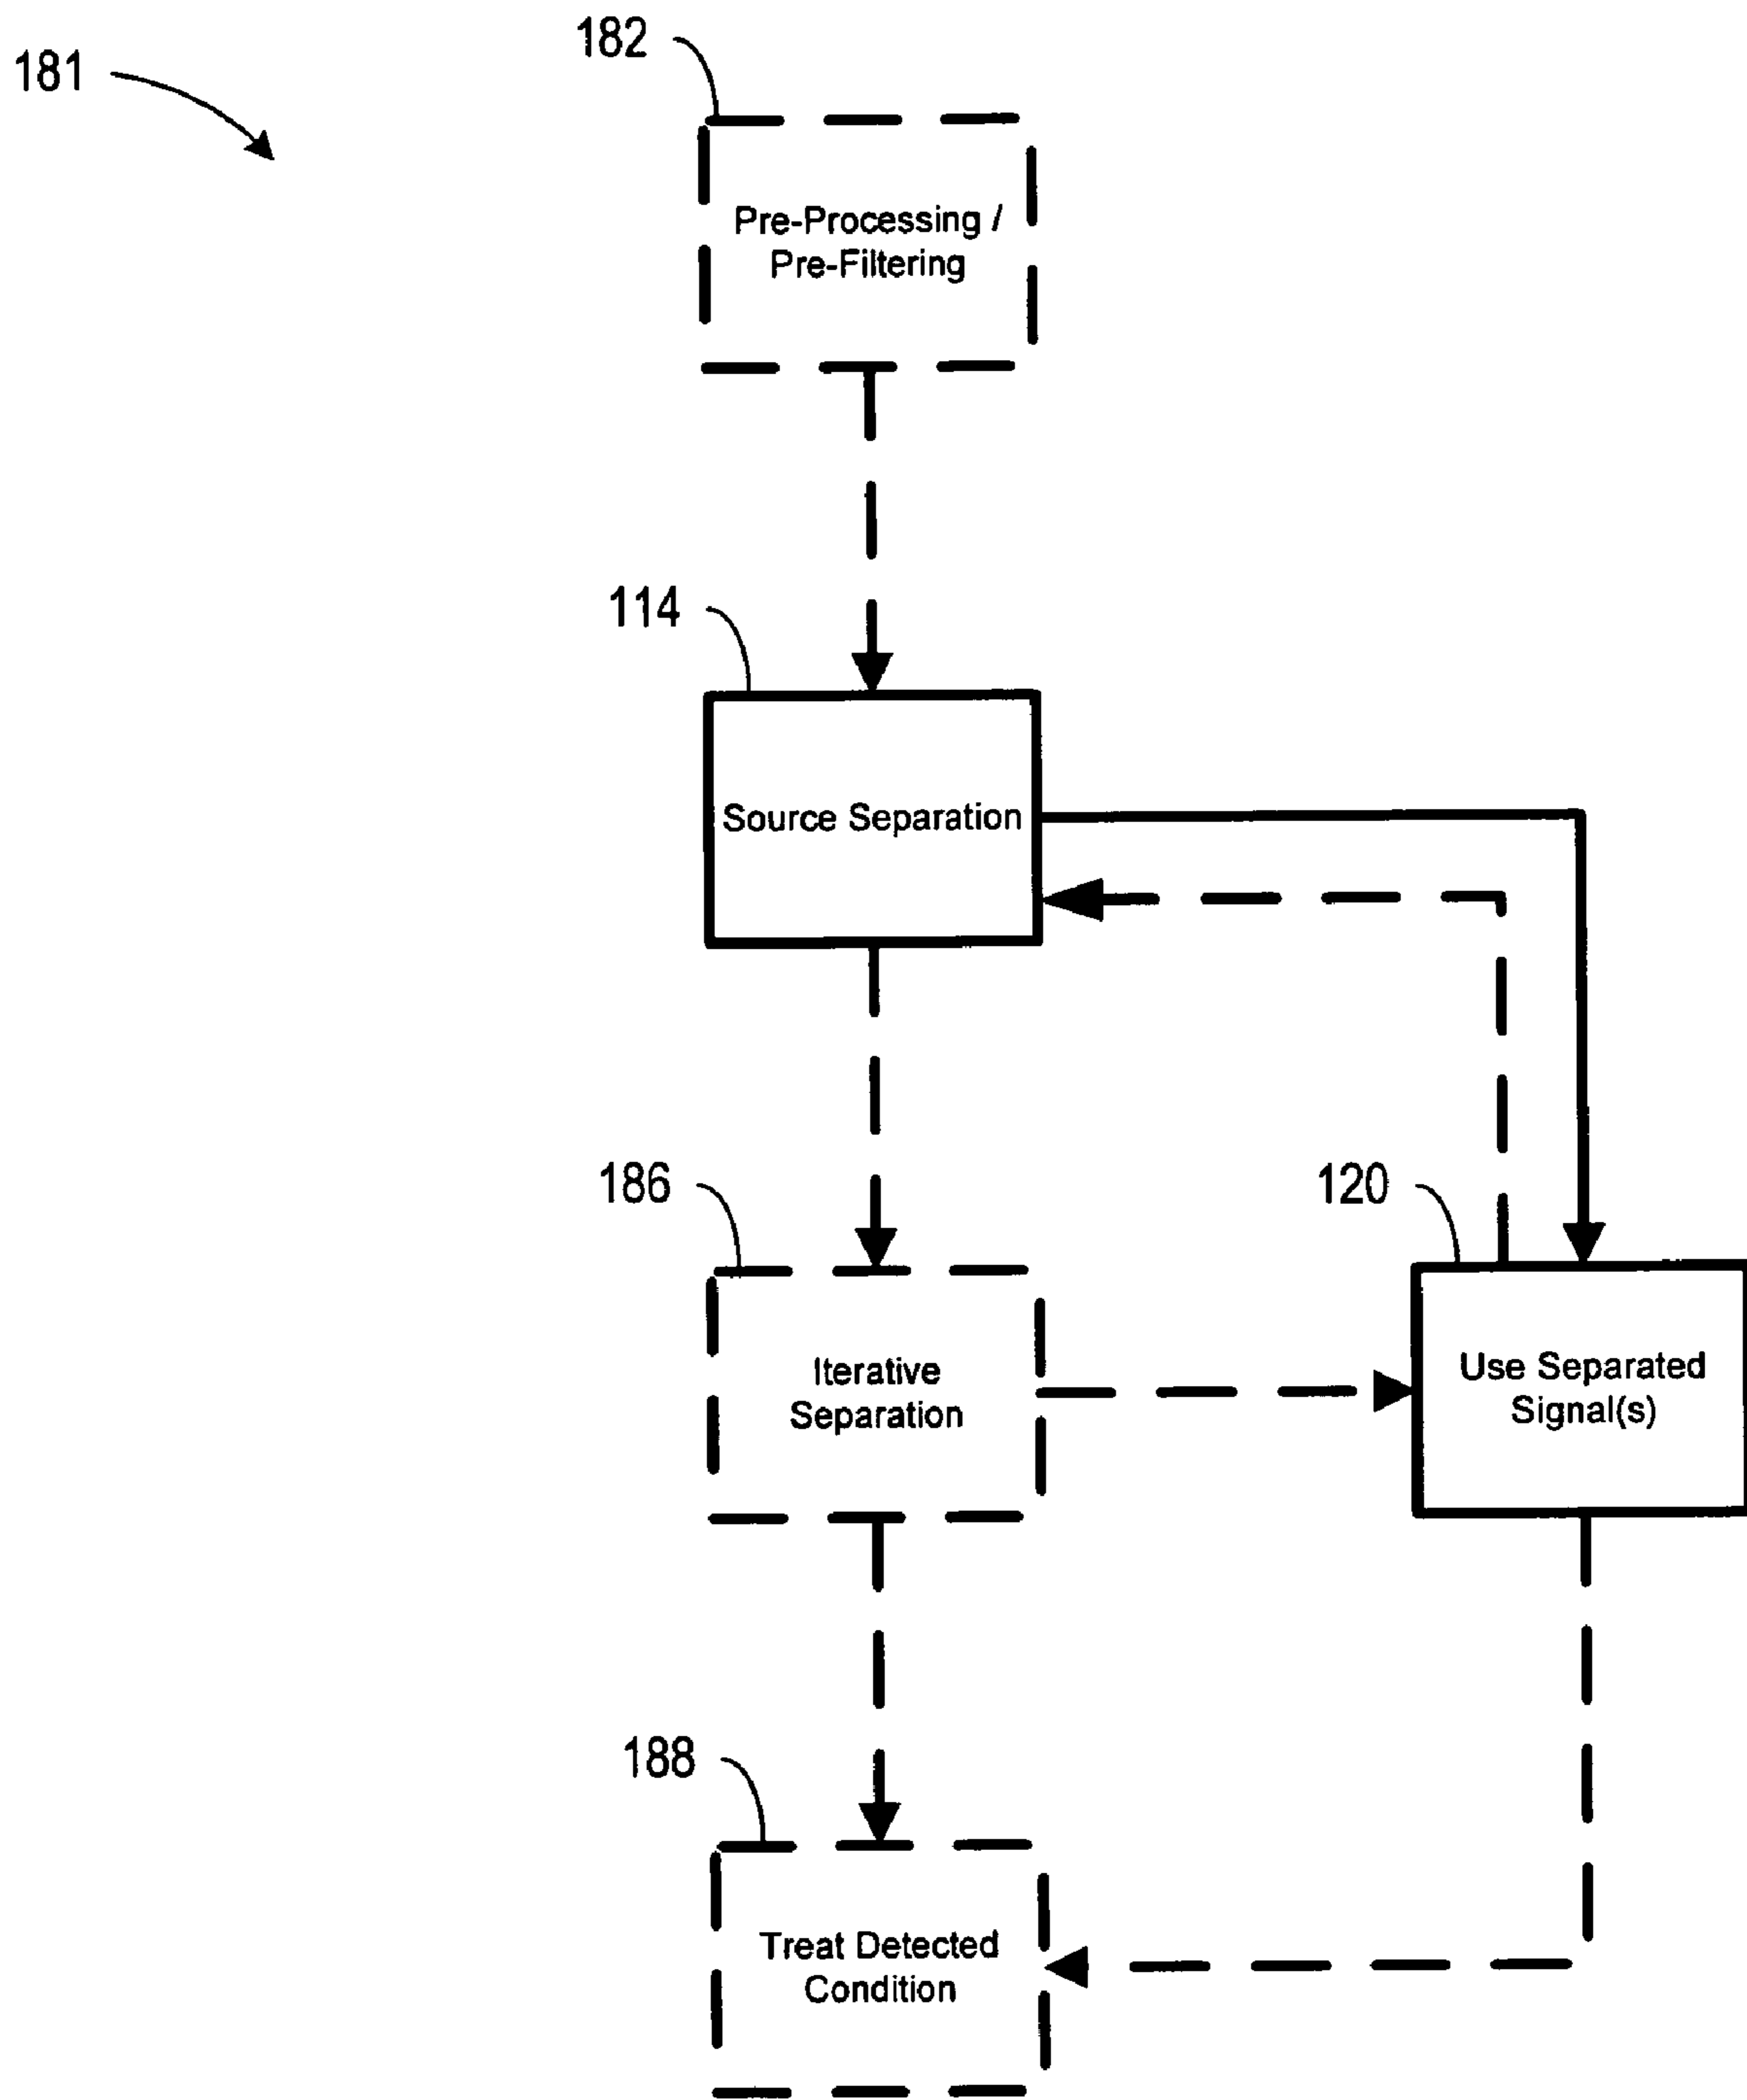 181
182
Pre-Processing /
Pre-Filtering
114
Source Separation
186
120
Iterative
Separation
Use Separated
Signal(s)
188
Treat Detected
Condition